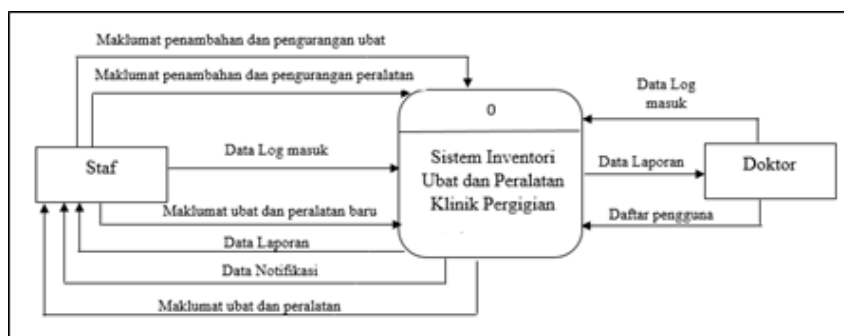 Maklumat penambahan dan pengurangan ubat
Maklumat penambahan dan pengurangan peralatan
Data Log
masuk
0
Staf
Data Log masuk
Sistem Inventori
Ubat dan Peralatan
Klinik Pergigian
Data Laporan
Doktor
Maklumat ubat dan peralatan baru
Daftar pengguna
Data Laporan
Data Notifikasi
Maklumat ubat dan peralatan